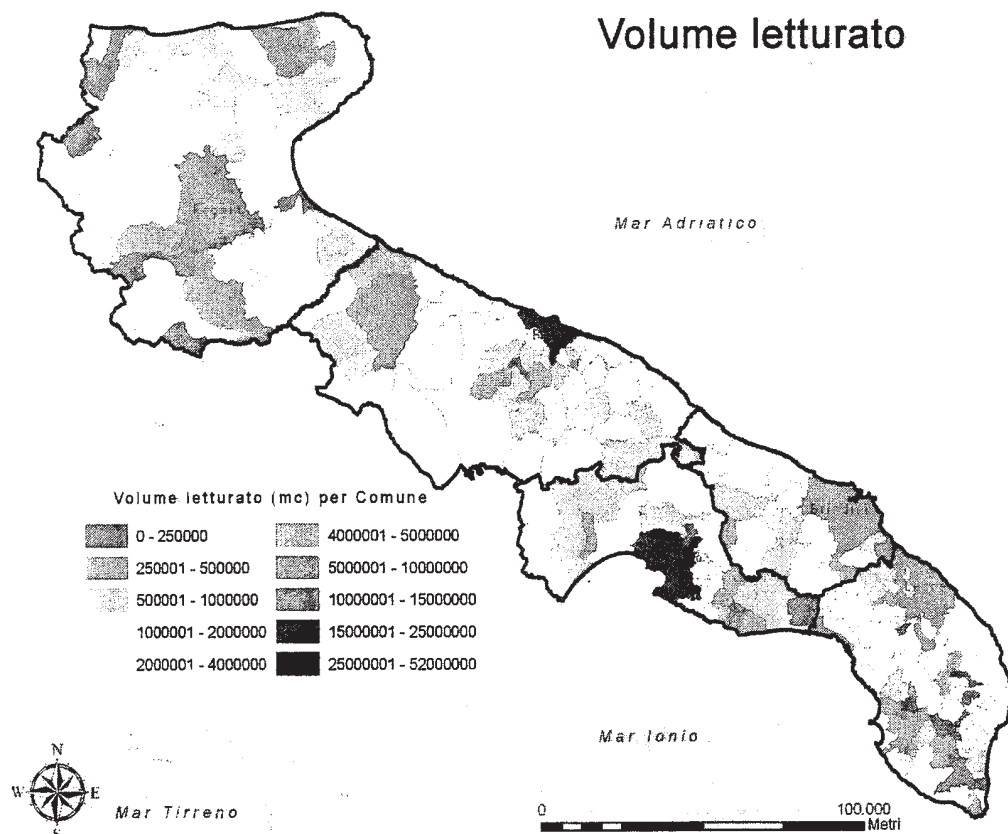 Volume letturato
Mar Adriatico
Volume letturato (mc) per Comune
0 - 250000
250001 - 500000
500001 - 1000000
1000001 - 2000000
2000001 - 4000000
4000001 - 5000000
5000001 - 10000000
10000001 - 15000000
15000001 - 25000000
25000001 - 52000000
Mar Ionio
N
W E
S
Mar Tirreno
0 100.000
Metri